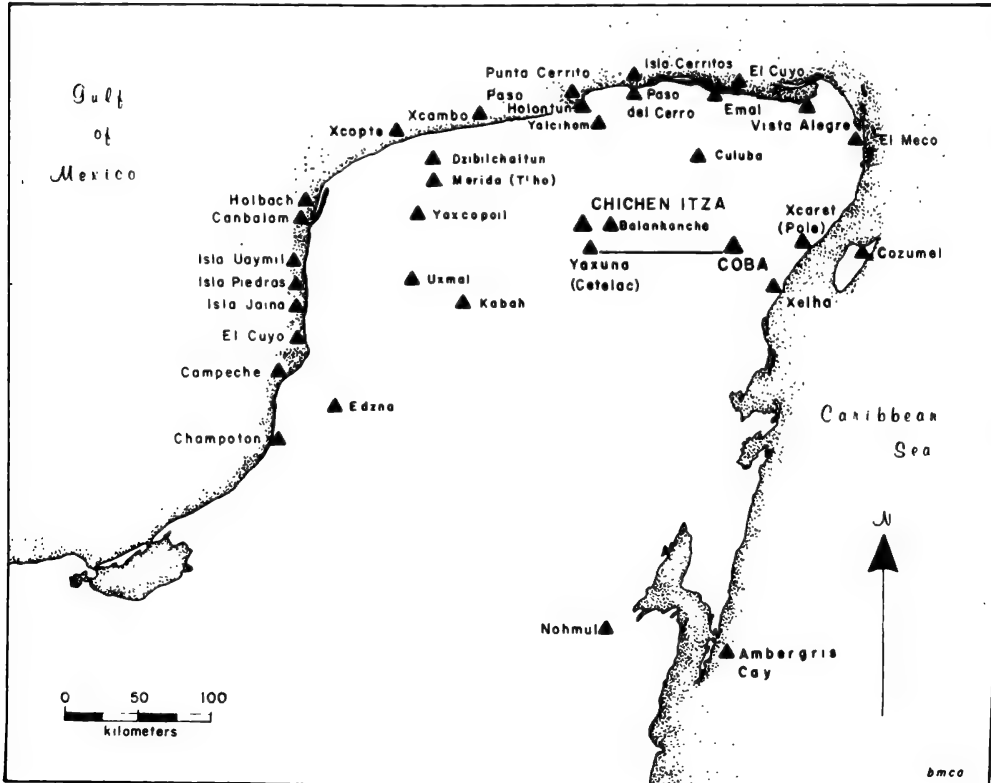 Gulf
of
Mexico
Isla Cerritos
Punta Cerrito
El Cuyo
Paso
Holontun
Paso
del Cerro
Emal
Vista Alegre
Xcambo
Xcopte
Yalcihom
El Meco
Dzibilchaltun
Culuba
Merida (T'ho)
Holbach
Canbalam
Yaxcopoil
CHICHEN ITZA
Balankanche
Xcaret
(Pole)
Isla Uaymil
Yaxuna
(Cetelac)
COBA
Cozumel
Isla Piedras
Uxmal
Isla Jaina
Kabah
Xelha
El Cuyo
Campeche
Edzna
Champoton
Caribbean
Sea
N
Nohmul
Ambergris
Cay
0 50 100
kilometers
bmca